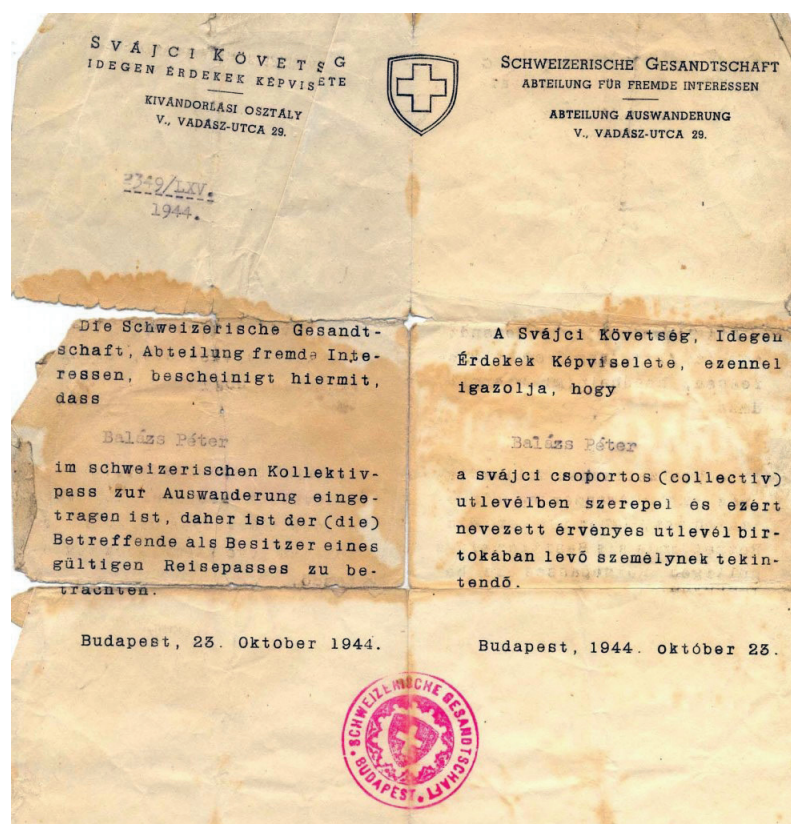 SVÁJCI KÖVETSÉG
IDEGEN ÉRDEKEK KÉPVISELETE
KIVÁNDORLÁSI OSZTÁLY
V., VADÁSZ-UTCA 29.
SCHWEIZERISCHE GESANDTSCHAFT
ABTEILUNG FÜR FREMDE INTERESSEN
ABTEILUNG AUSWANDERUNG
V., VADÁSZ-UTCA 29.
2349/LXV.
1944.
Die Schweizerische Gesandt-
schaft, Abteilung fremde Inte-
ressen, bescheinigt hiermit,
dass
Balázs Péter
im schweizerischen Kollektiv-
pass zur Auswanderung einge-
tragen ist, daher ist der (die)
Betreffende als Besitzer eines
gültigen Reisepasses zu be-
trachten.
Budapest, 23. Oktober 1944.
A Svájci Követség, Idegen
Érdekek Képviselete, ezennel
igazolja, hogy
Balázs Péter
a svájci csoportos (collectiv)
utlevélben szerepel és ezért
nevezett érvényes utlevél bir-
tokában levő személynek tekin-
tendő.
Budapest, 1944. október 23.
SCHWEIZERISCHE GESANDTSCHAFT
BUDAPEST